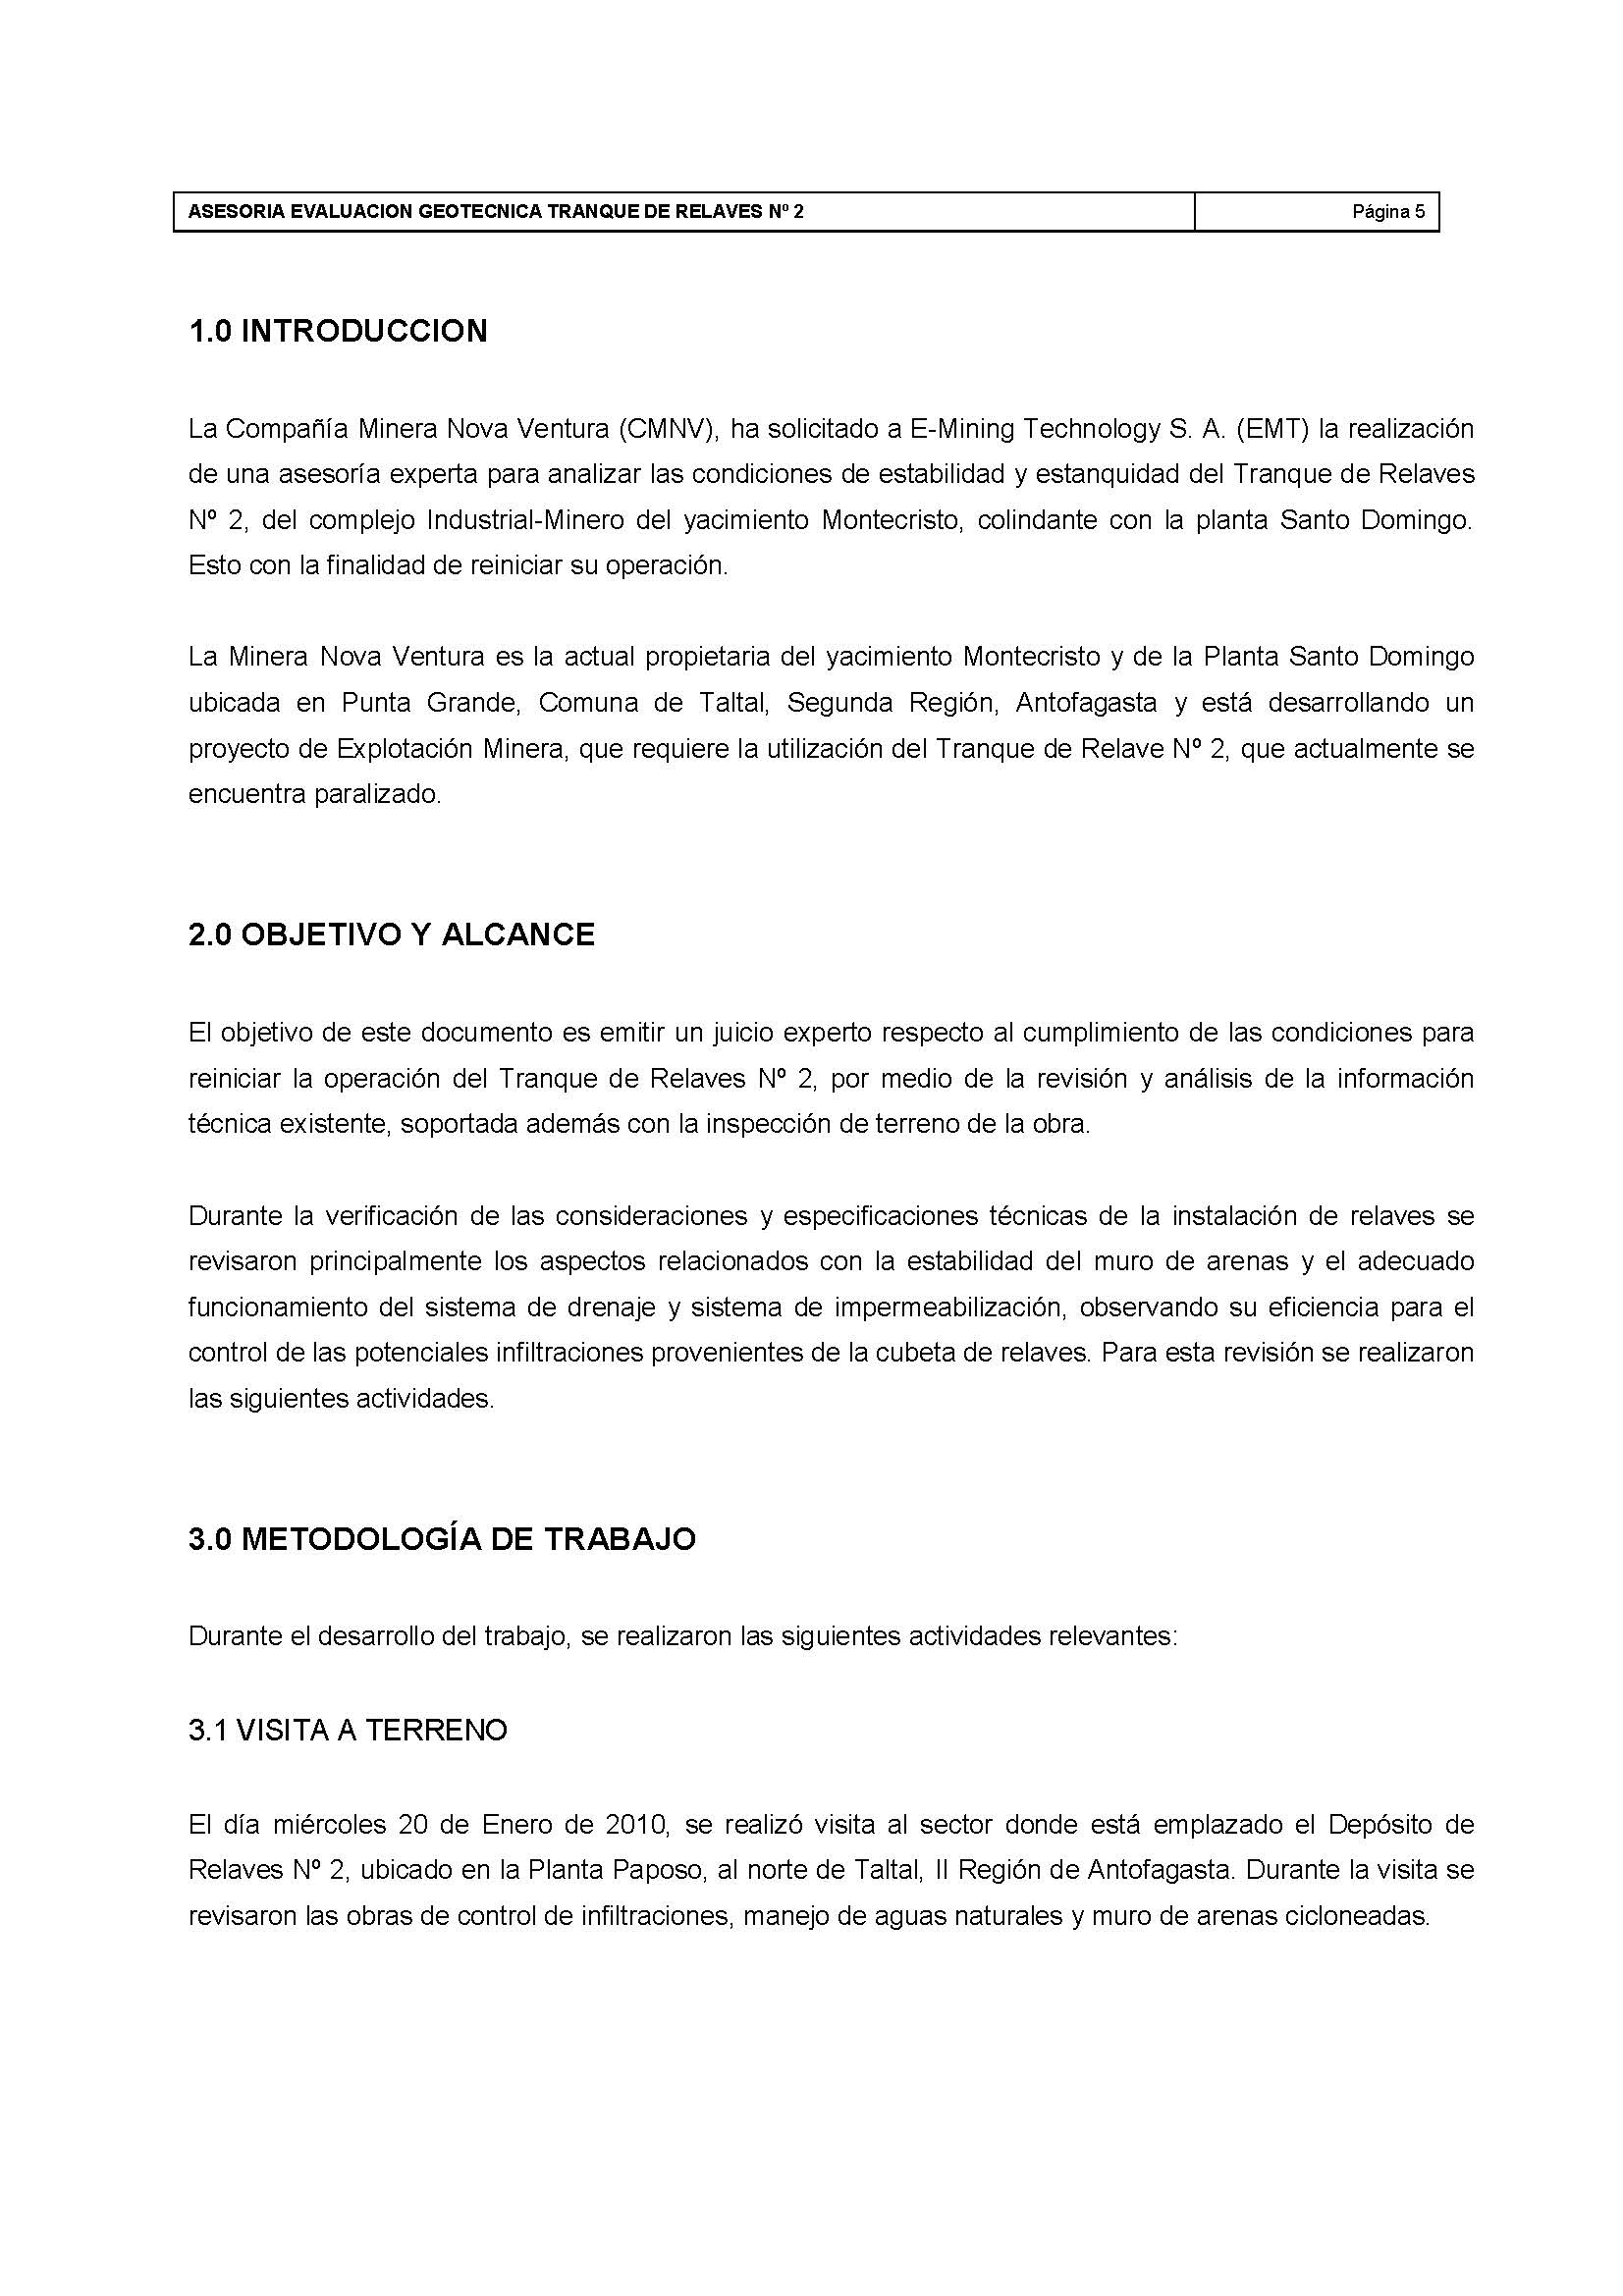 ASESORIA EVALUACION GEOTECNICA TRANQUE DE RELAVES Nº 2 Página 5
1.0 INTRODUCCION
La Compañía Minera Nova Ventura (CMNV), ha solicitado a E-Mining Technology S. A. (EMT) la realización
de una asesoría experta para analizar las condiciones de estabilidad y estanquidad del Tranque de Relaves
Nº 2, del complejo Industrial-Minero del yacimiento Montecristo, colindante con la planta Santo Domingo.
Esto con la finalidad de reiniciar su operación.
La Minera Nova Ventura es la actual propietaria del yacimiento Montecristo y de la Planta Santo Domingo
ubicada en Punta Grande, Comuna de Taltal, Segunda Región, Antofagasta y está desarrollando un
proyecto de Explotación Minera, que requiere la utilización del Tranque de Relave Nº 2, que actualmente se
encuentra paralizado.
2.0 OBJETIVO Y ALCANCE
El objetivo de este documento es emitir un juicio experto respecto al cumplimiento de las condiciones para
reiniciar la operación del Tranque de Relaves Nº 2, por medio de la revisión y análisis de la información
técnica existente, soportada además con la inspección de terreno de la obra.
Durante la verificación de las consideraciones y especificaciones técnicas de la instalación de relaves se
revisaron principalmente los aspectos relacionados con la estabilidad del muro de arenas y el adecuado
funcionamiento del sistema de drenaje y sistema de impermeabilización, observando su eficiencia para el
control de las potenciales infiltraciones provenientes de la cubeta de relaves. Para esta revisión se realizaron
las siguientes actividades.
3.0 METODOLOGÍA DE TRABAJO
Durante el desarrollo del trabajo, se realizaron las siguientes actividades relevantes:
3.1 VISITA A TERRENO
El día miércoles 20 de Enero de 2010, se realizó visita al sector donde está emplazado el Depósito de
Relaves Nº 2, ubicado en la Planta Paposo, al norte de Taltal, II Región de Antofagasta. Durante la visita se
revisaron las obras de control de infiltraciones, manejo de aguas naturales y muro de arenas cicloneadas.